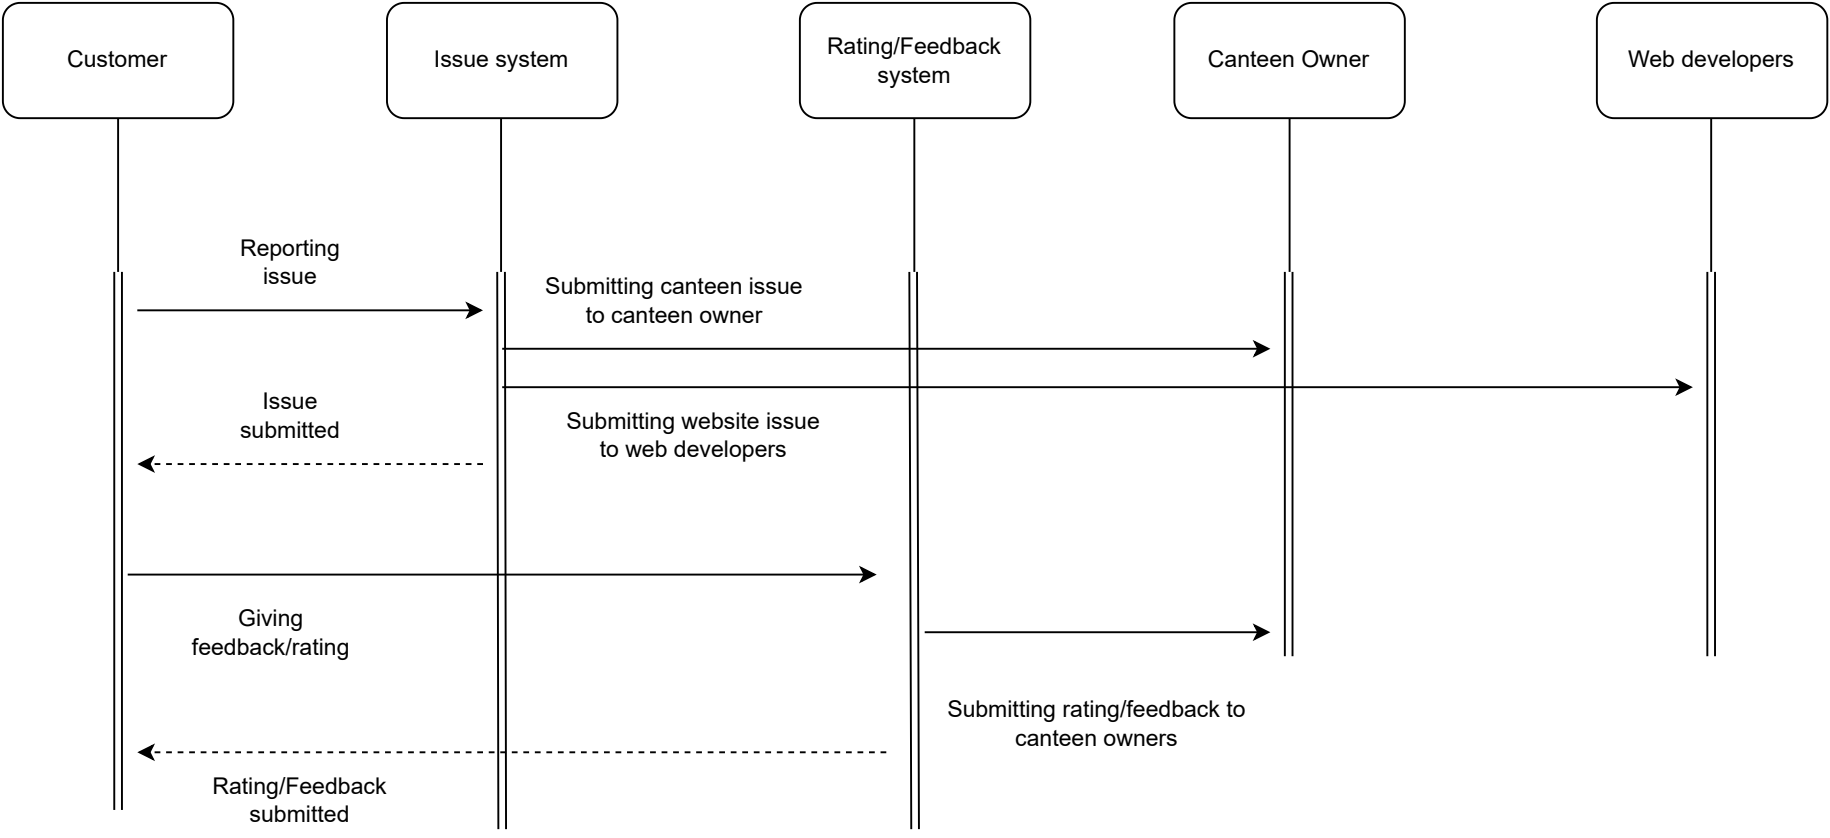 Customer
Issue system
Rating/Feedback
system
Canteen Owner
Web developers
Reporting
issue
Submitting canteen issue
to canteen owner
Issue
submitted
Submitting website issue
to web developers
Giving
feedback/rating
Submitting rating/feedback to
canteen owners
Rating/Feedback
submitted